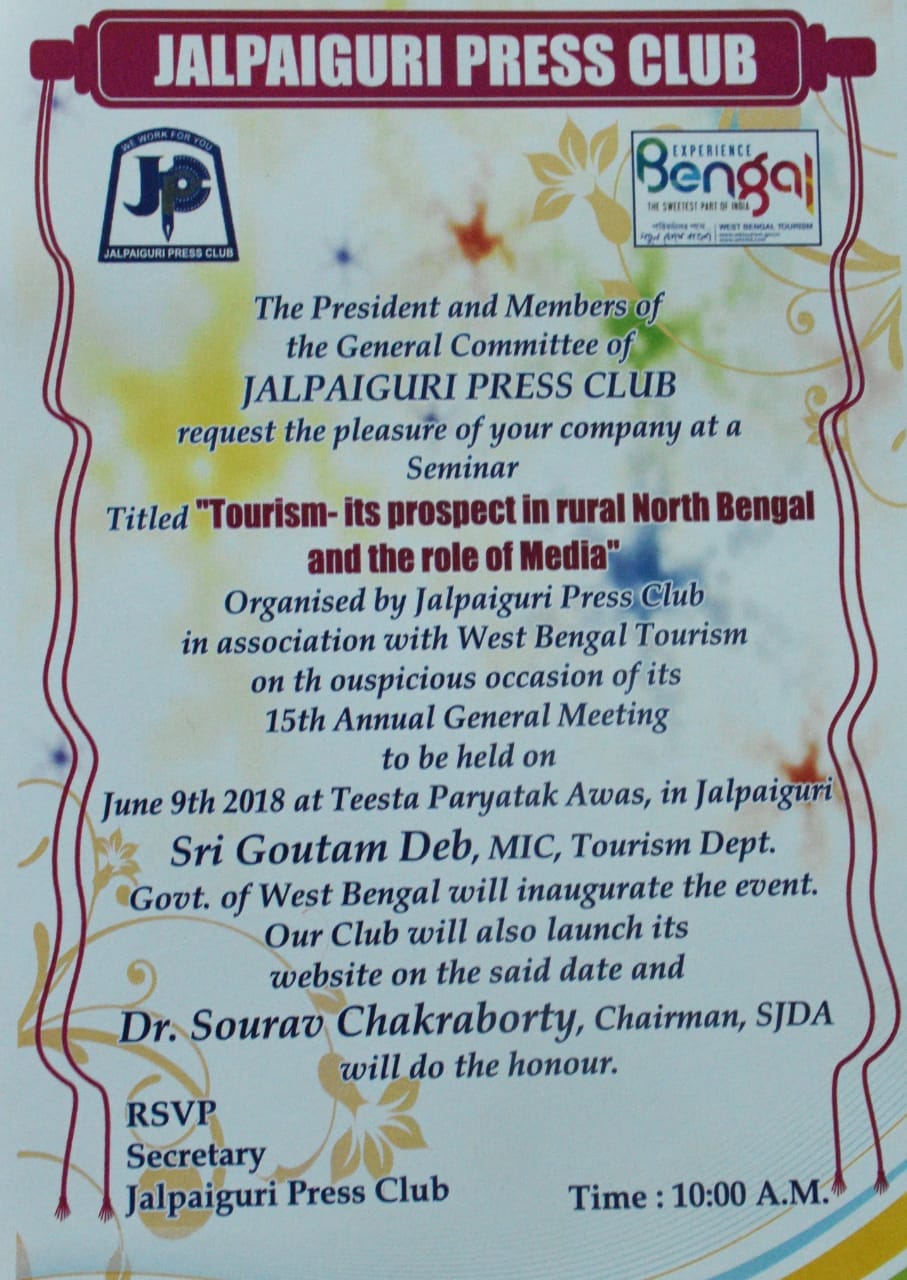 JALPAIGURI PRESS CLUB
WE WORK FOR YOU
JPC
JALPAIGURI PRESS CLUB
EXPERIENCE
Bengal
THE SWEETEST PART OF INDIA
WEST BENGAL TOURISM
The President and Members of
the General Committee of
JALPAIGURI PRESS CLUB
request the pleasure of your company at a
Seminar
Titled "Tourism- its prospect in rural North Bengal
and the role of Media"
Organised by Jalpaiguri Press Club
in association with West Bengal Tourism
on th ouspicious occasion of its
15th Annual General Meeting
to be held on
June 9th 2018 at Teesta Paryatak Awas, in Jalpaiguri
Sri Goutam Deb, MIC, Tourism Dept.
Govt. of West Bengal will inaugurate the event.
Our Club will also launch its
website on the said date and
Dr. Sourav Chakraborty, Chairman, SJDA
will do the honour.
RSVP
Secretary
Jalpaiguri Press Club
Time : 10:00 A.M.